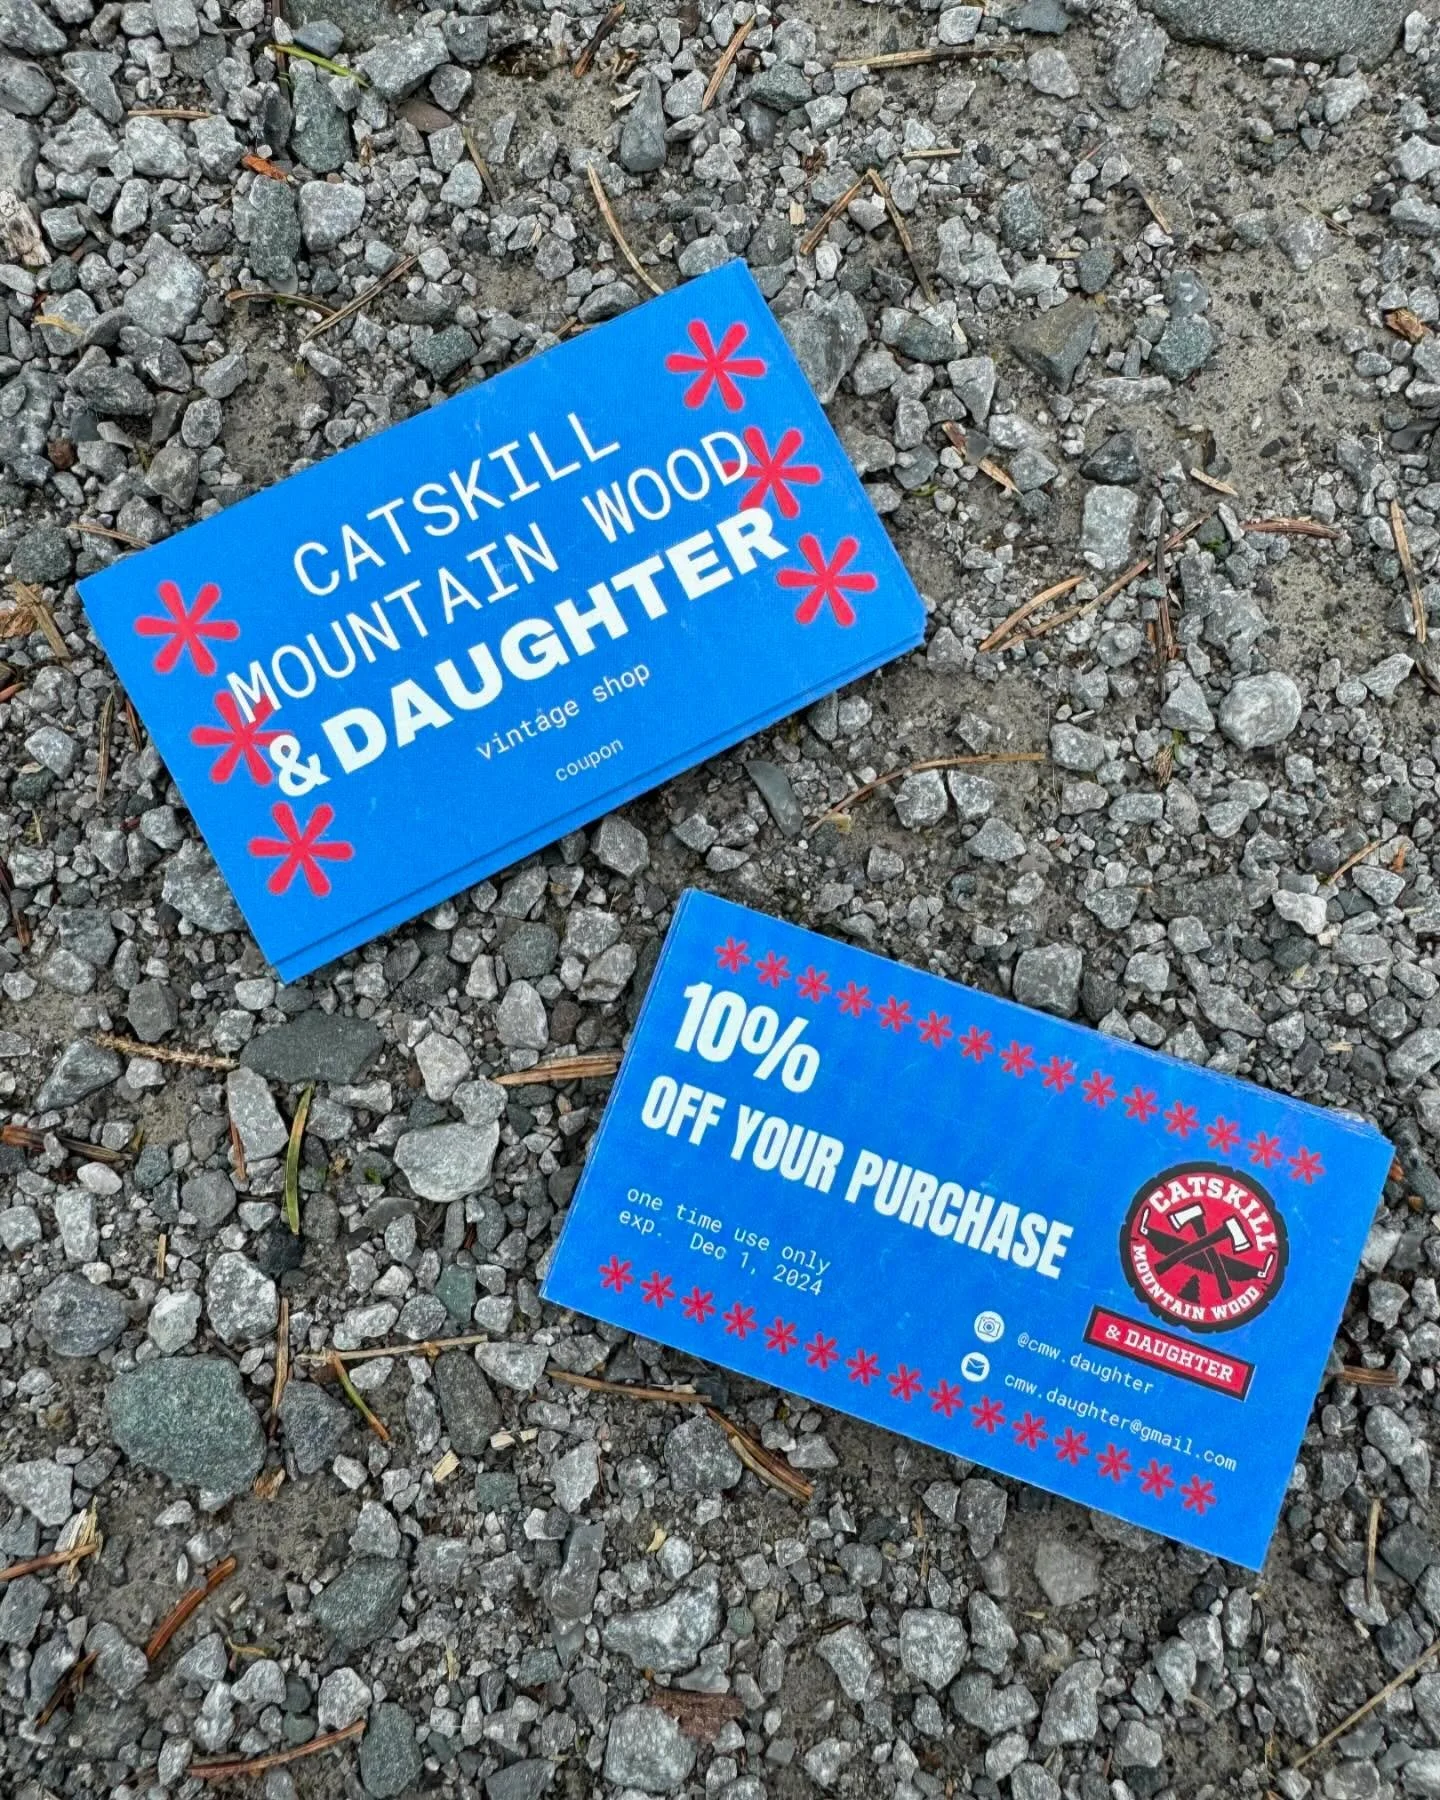 CATSKILL
MOUNTAIN WOOD
& DAUGHTER
vintage shop
coupon
10%
OFF YOUR PURCHASE
one time use only
exp. Dec 1, 2024
CATSKILL
MOUNTAIN WOOD
& DAUGHTER
@cmw.daughter
cmw.daughter@gmail.com